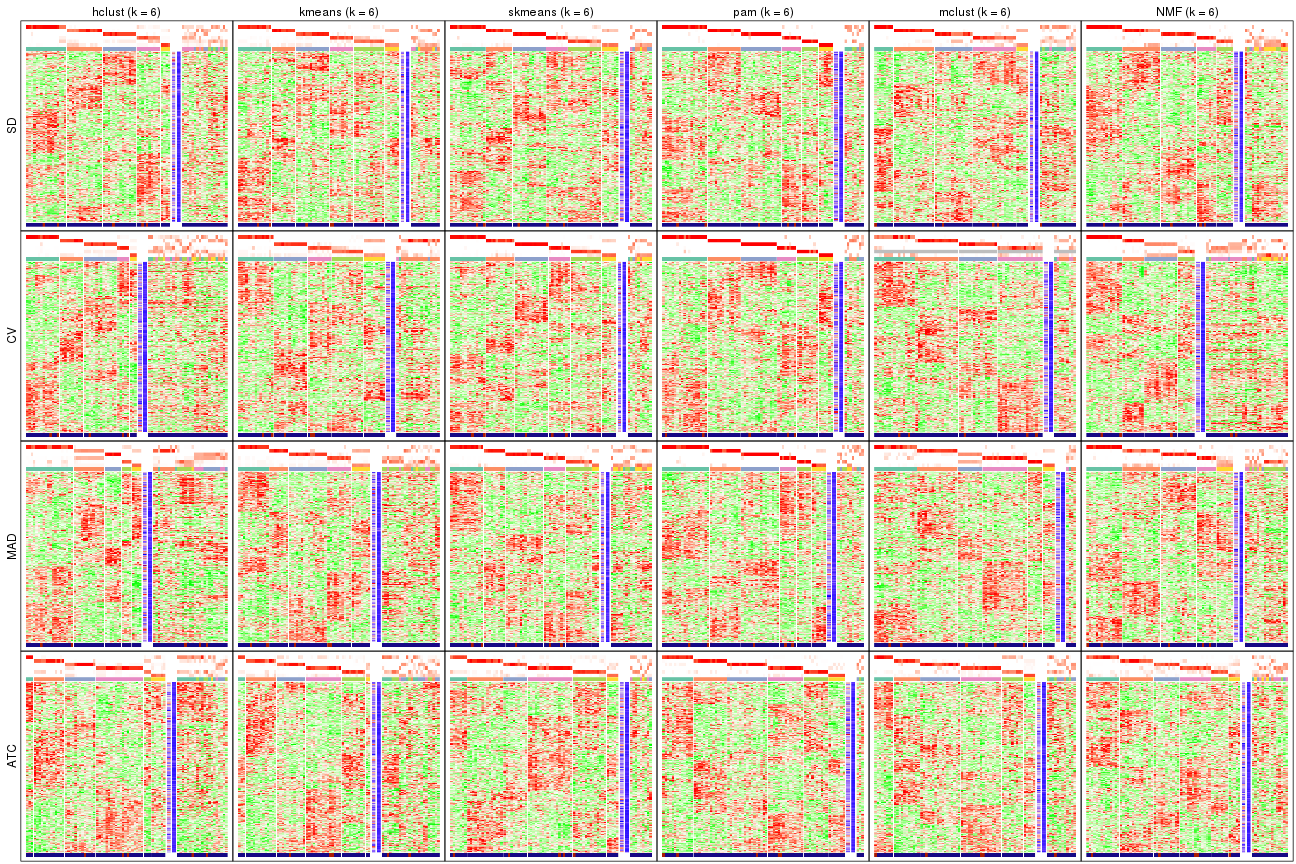 hclust (k = 6) kmeans (k = 6) skmeans (k = 6) pam (k = 6) mclust (k = 6) NMF (k = 6)
SD
CV
MAD
ATC